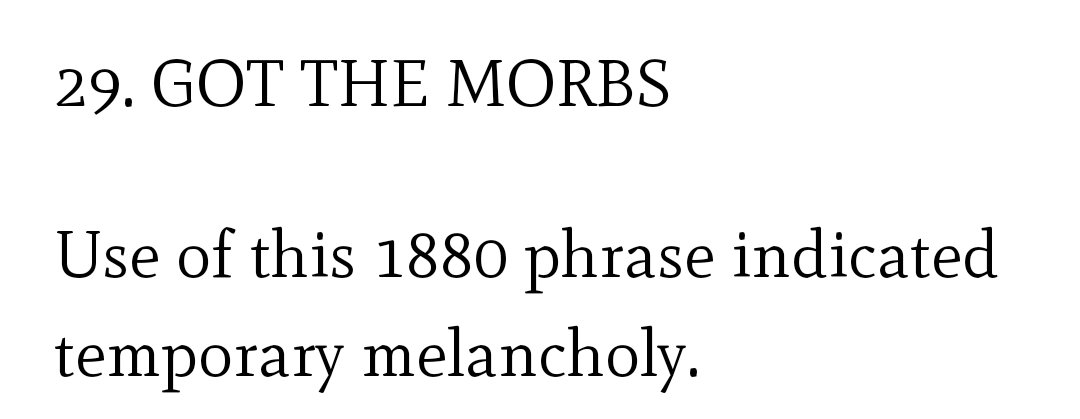 29. GOT THE MORBS
Use of this 1880 phrase indicated
temporary melancholy.